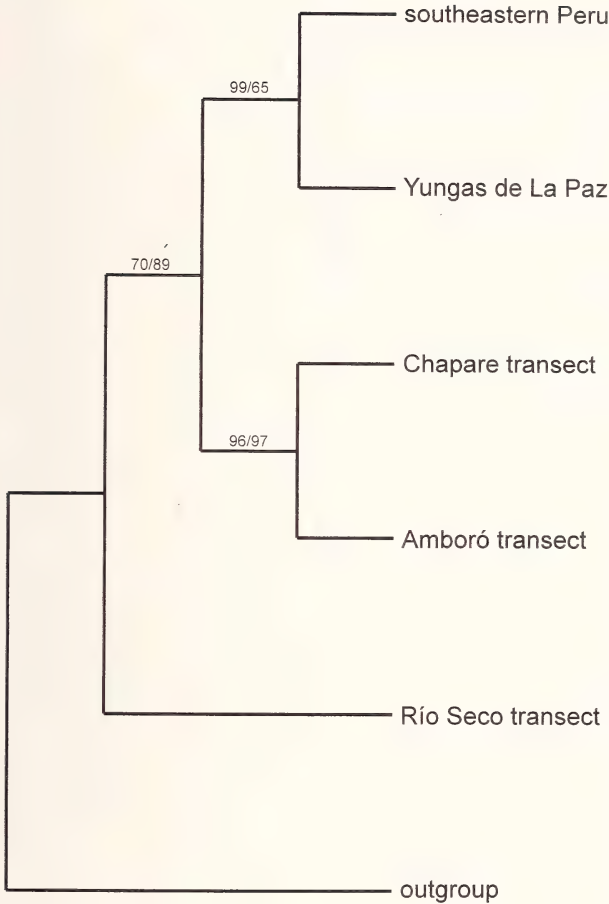 southeastern Peru
99/65
Yungas de La Paz
70/89
Chapare transect
96/97
Amboró transect
Río Seco transect
outgroup